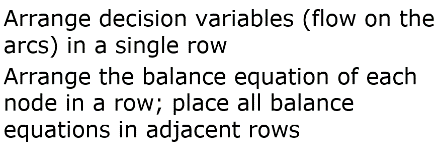 Arrange decision variables (flow on the
arcs) in a single row
Arrange the balance equation of each
node in a row; place all balance
equations in adjacent rows